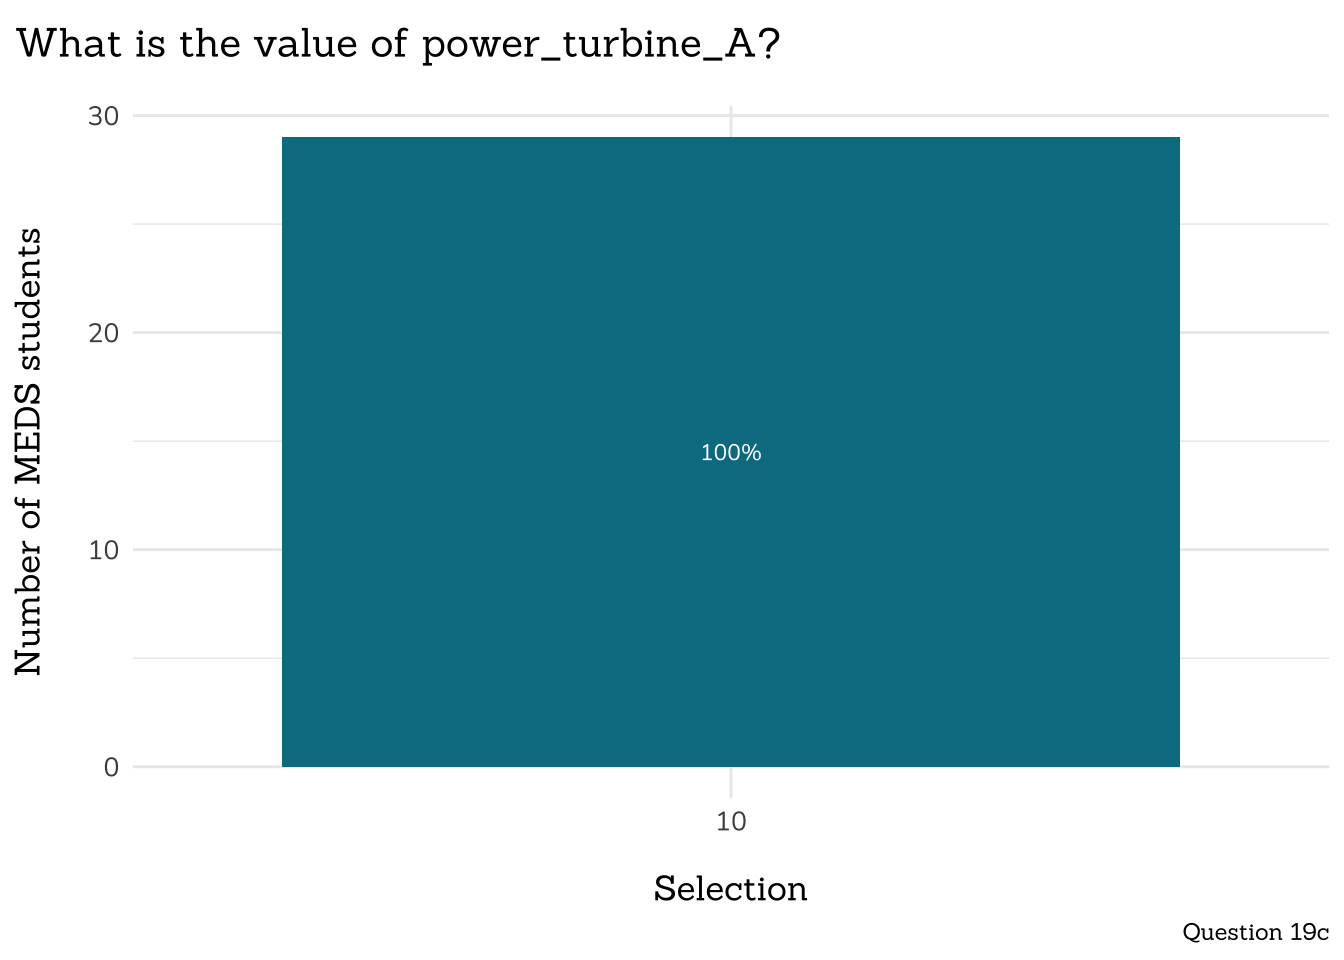 What is the value of power_turbine_A?
30
20
10
0
Number of MEDS students
100%
10
Selection
Question 19c